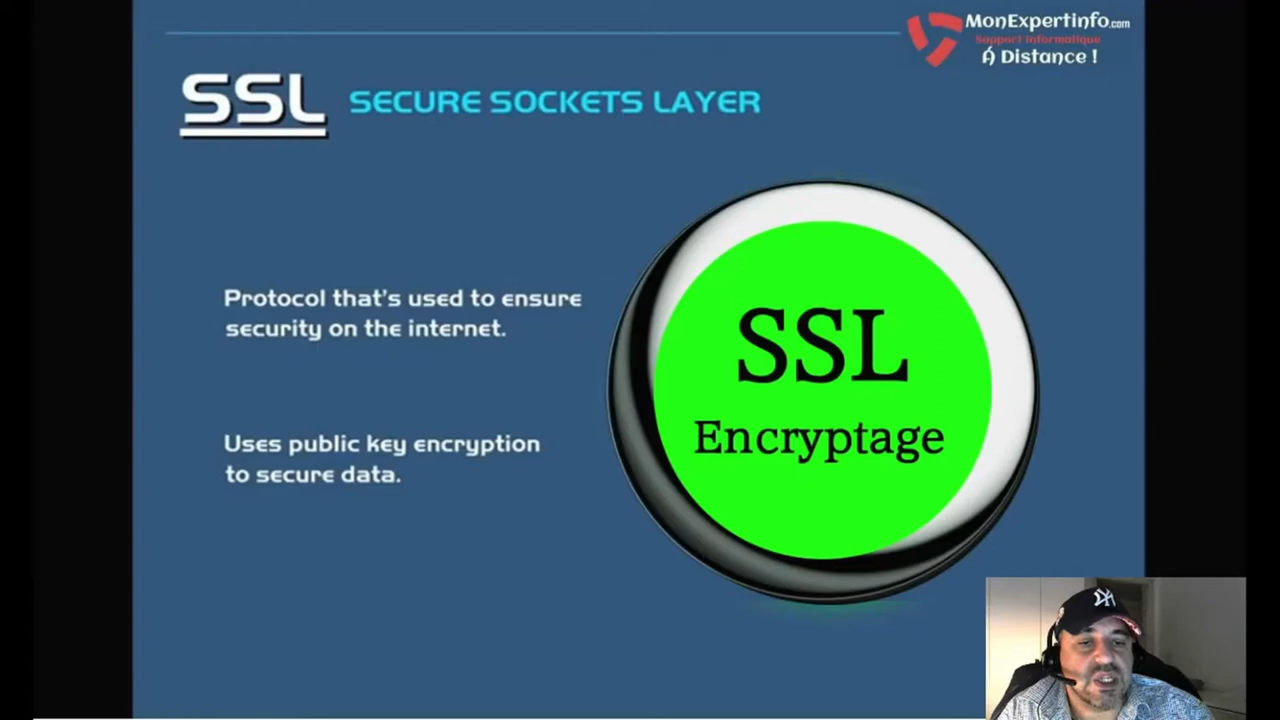 MonExpertinfo.com
Support Informatique
Á Distance !
SSL SECURE SOCKETS LAYER
Protocol that's used to ensure
security on the internet.
Uses public key encryption
to secure data.
SSL
Encryptage
NY